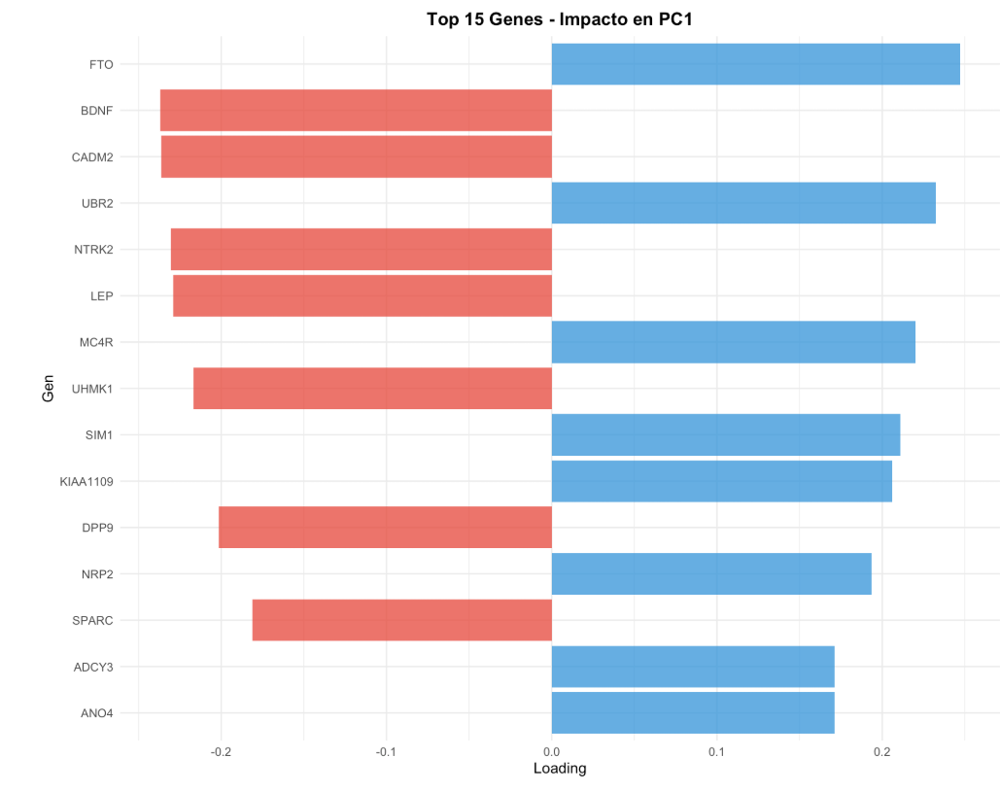 Top 15 Genes - Impacto en PC1
FTO
BDNF
CADM2
UBR2
NTRK2
LEP
MC4R
UHMK1
SIM1
KIAA1109
DPP9
NRP2
SPARC
ADCY3
ANO4
Gen
-0.2
-0.1
0.0
0.1
0.2
Loading